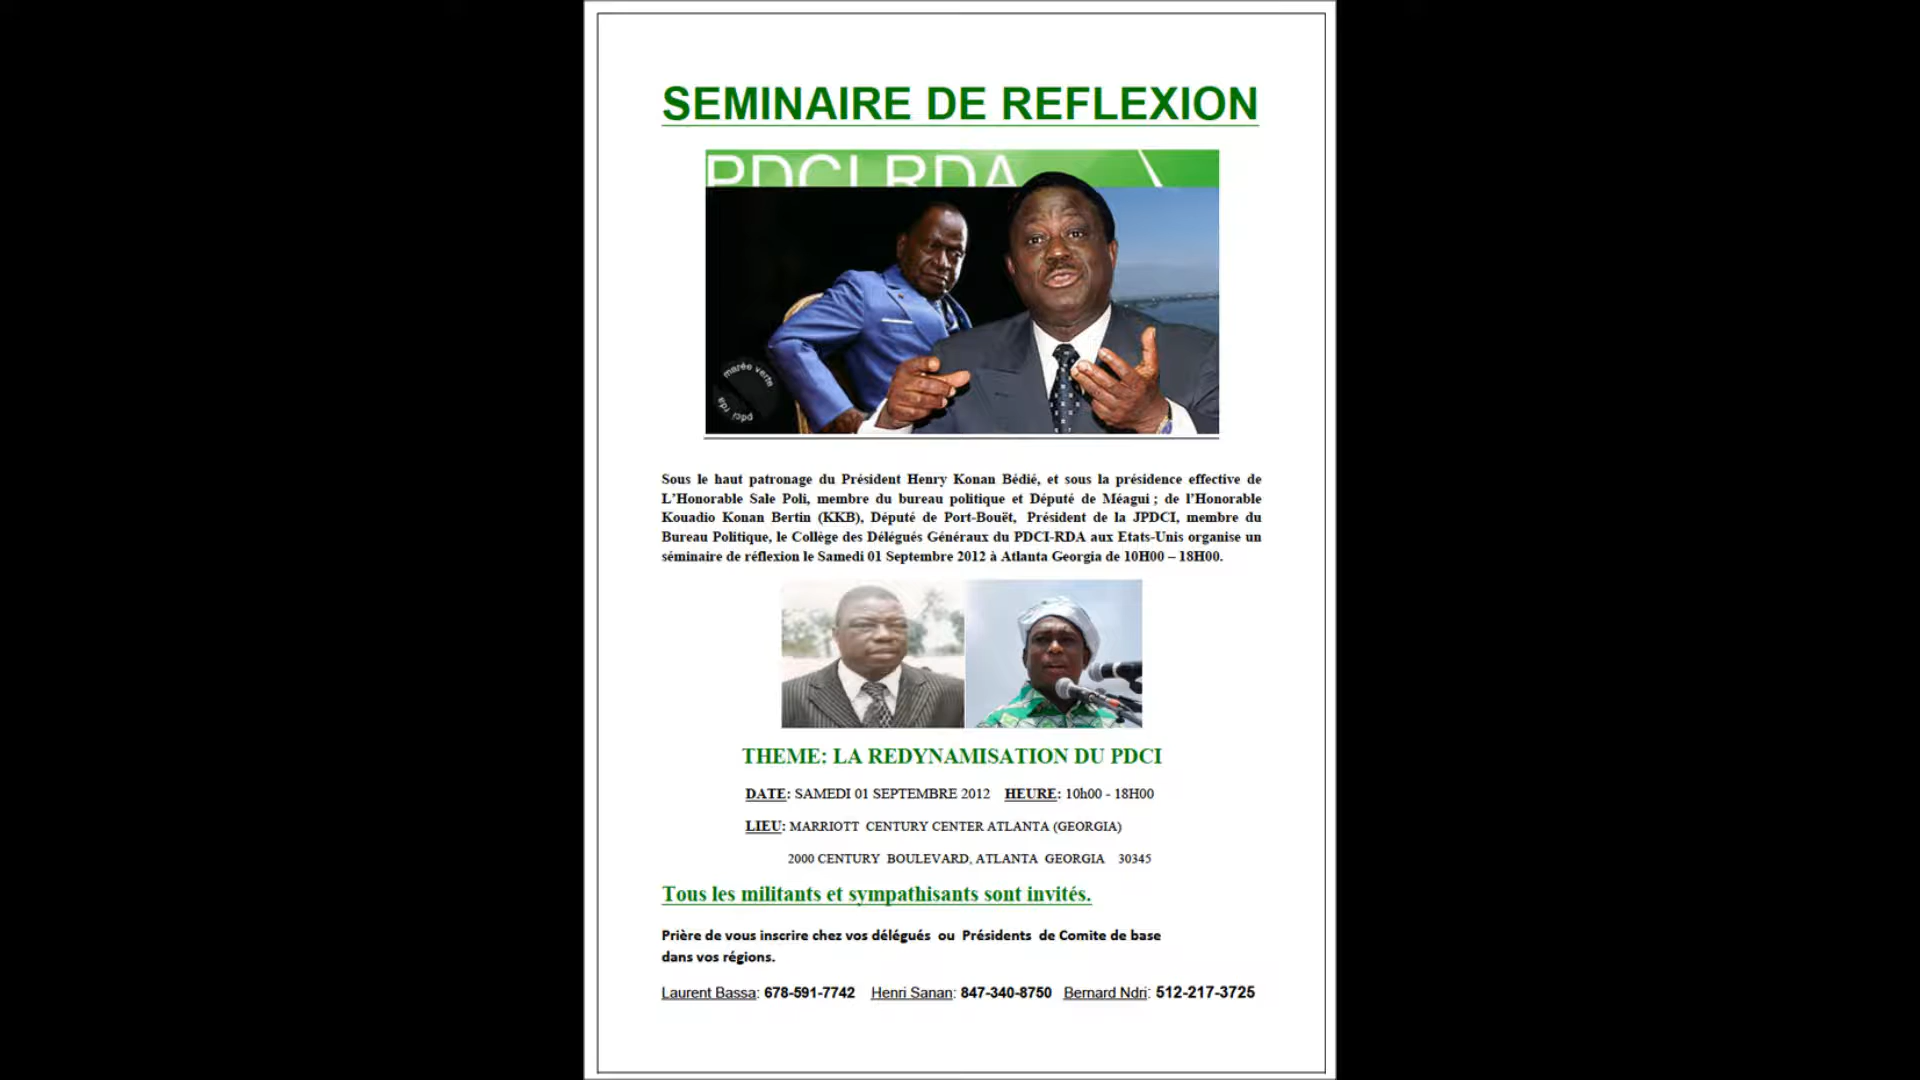 SEMINAIRE DE REFLEXION
PDCI RDA
marée verte
pdci rda
Sous le haut patronage du Président Henry Konan Bédié, et sous la présidence effective de
L'Honorable Sale Poli, membre du bureau politique et Député de Méagui ; de l'Honorable
Kouadio Konan Bertin (KKB), Député de Port-Bouët, Président de la JPDCI, membre du
Bureau Politique, le Collège des Délégués Généraux du PDCI-RDA aux Etats-Unis organise un
séminaire de réflexion le Samedi 01 Septembre 2012 à Atlanta Georgia de 10H00 – 18H00.
THEME: LA REDYNAMISATION DU PDCI
DATE: SAMEDI 01 SEPTEMBRE 2012 HEURE: 10h00 - 18H00
LIEU: MARRIOTT CENTURY CENTER ATLANTA (GEORGIA)
2000 CENTURY BOULEVARD, ATLANTA GEORGIA 30345
Tous les militants et sympathisants sont invités.
Prière de vous inscrire chez vos délégués ou Présidents de Comite de base
dans vos régions.
Laurent Bassa: 678-591-7742 Henri Sanan: 847-340-8750 Bernard Ndri: 512-217-3725